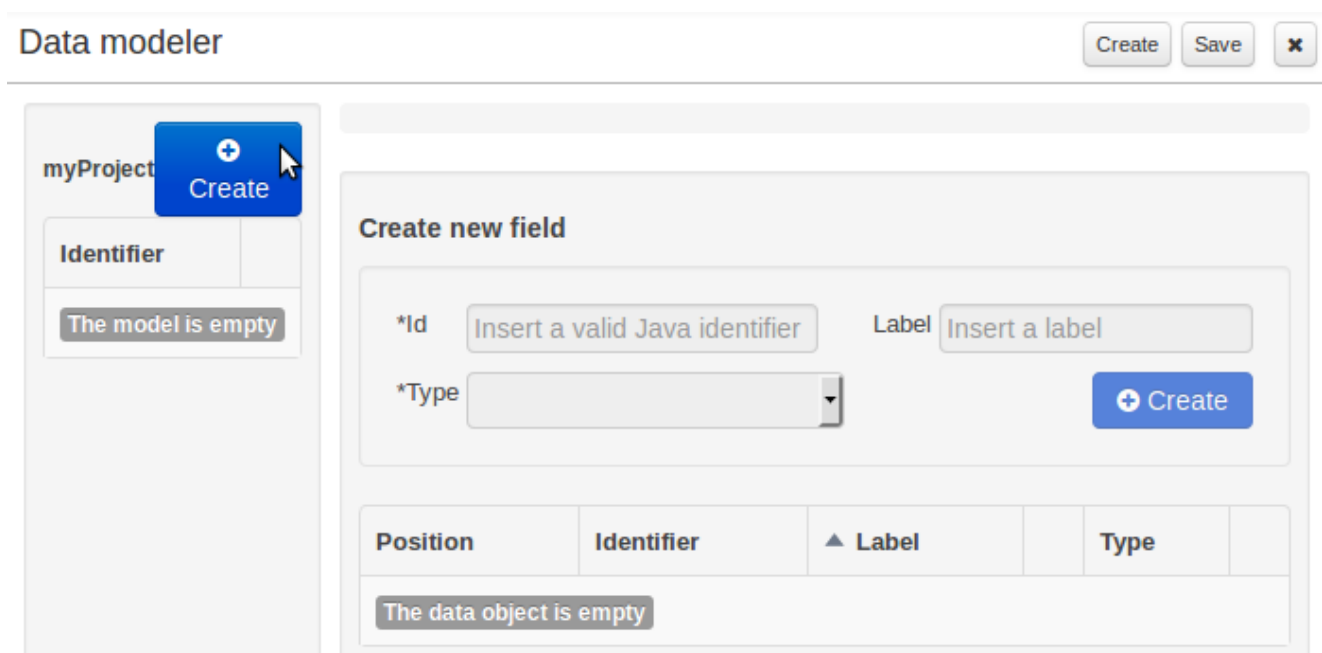 Data modeler
Create Save ×
myProject
Create
Identifier
The model is empty
Create new field
*Id Insert a valid Java identifier Label Insert a label
*Type
Create
Position Identifier Label Type
The data object is empty